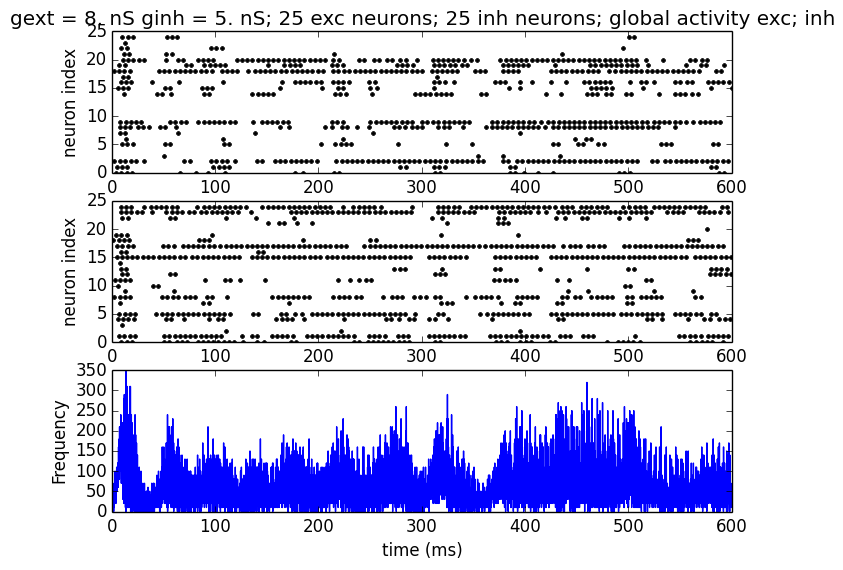 gext = 8. nS ginh = 5. nS; 25 exc neurons; 25 inh neurons; global activity exc; inh
25
20
15
10
5
0
neuron index
0 100 200 300 400 500 600
25
20
15
10
5
0
neuron index
0 100 200 300 400 500 600
350
300
250
200
150
100
50
0
Frequency
0 100 200 300 400 500 600
time (ms)